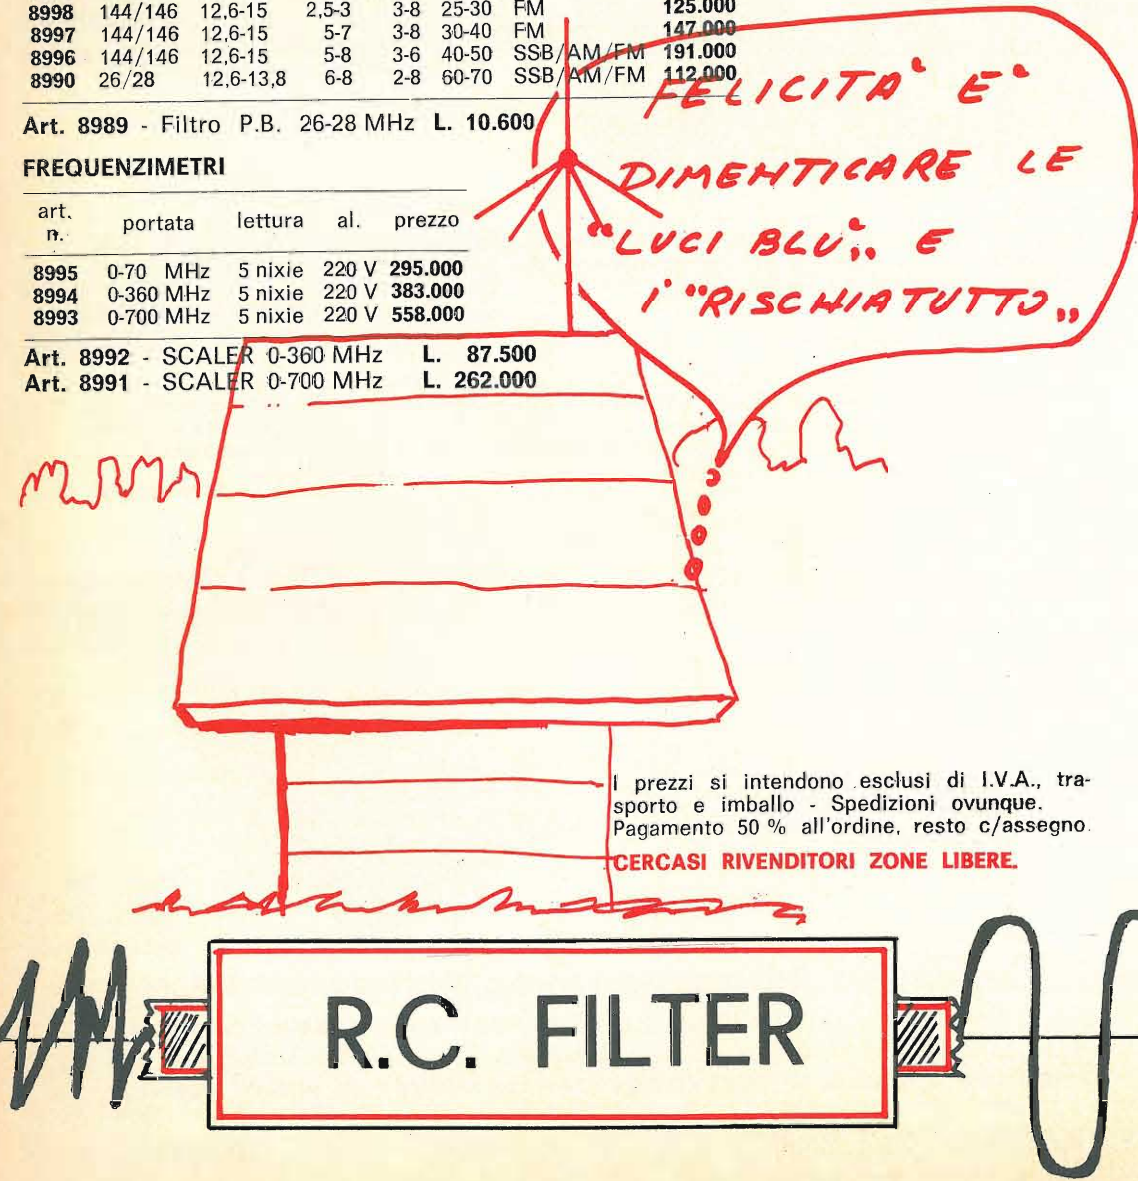 8998 144/146 12,6-15 2,5-3 3-8 25-30 FM 125.000
8997 144/146 12,6-15 5-7 3-8 30-40 FM 147.000
8996 144/146 12,6-15 5-8 3-6 40-50 SSB/AM/FM 191.000
8990 26/28 12,6-13,8 6-8 2-8 60-70 SSB/AM/FM 112.000
Art. 8989 - Filtro P.B. 26-28 MHz L. 10.600
FREQUENZIMETRI
art. n. portata lettura al. prezzo
8995 0-70 MHz 5 nixie 220 V 295.000
8994 0-360 MHz 5 nixie 220 V 383.000
8993 0-700 MHz 5 nixie 220 V 558.000
Art. 8992 - SCALER 0-360 MHz L. 87.500
Art. 8991 - SCALER 0-700 MHz L. 262.000
FELICITA' E'
DIMENTICARE LE
"LUCI BLU" E
I "RISCHIATUTTO"
I prezzi si intendono esclusi di I.V.A., tra-
sporto e imballo - Spedizioni ovunque.
Pagamento 50 % all'ordine, resto c/assegno.
CERCASI RIVENDITORI ZONE LIBERE.
R.C. FILTER